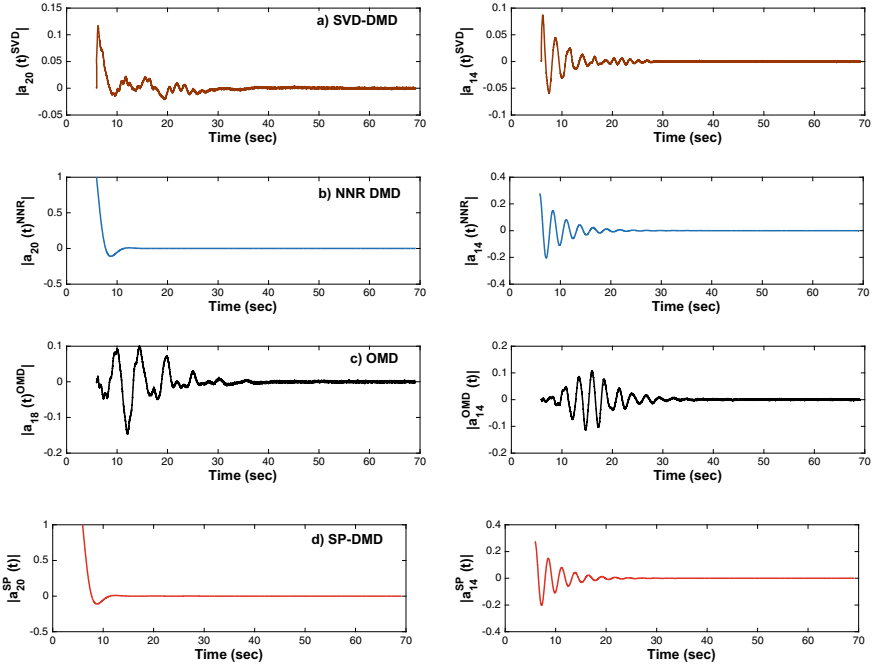 0.15
0.1
0.05
0
-0.05
0 10 20 30 40 50 60 70
Time (sec)
|a20 (t)^SVD|
a) SVD-DMD
0.1
0.05
0
-0.05
-0.1
0 10 20 30 40 50 60 70
Time (sec)
|a14 (t)^SVD|
1
0.5
0
-0.5
0 10 20 30 40 50 60 70
Time (sec)
|a20 (t)^NNR|
b) NNR DMD
0.4
0.2
0
-0.2
-0.4
0 10 20 30 40 50 60 70
Time (sec)
|a14 (t)^NNR|
0.1
0
-0.1
-0.2
0 10 20 30 40 50 60 70
Time (sec)
|a18 (t)^OMD|
c) OMD
0.2
0.1
0
-0.1
-0.2
0 10 20 30 40 50 60 70
Time (sec)
|a14^OMD (t)|
1
0.5
0
-0.5
0 10 20 30 40 50 60 70
Time (sec)
|a20^SP (t)|
d) SP-DMD
0.4
0.2
0
-0.2
-0.4
0 10 20 30 40 50 60 70
Time (sec)
|a14^SP (t)|